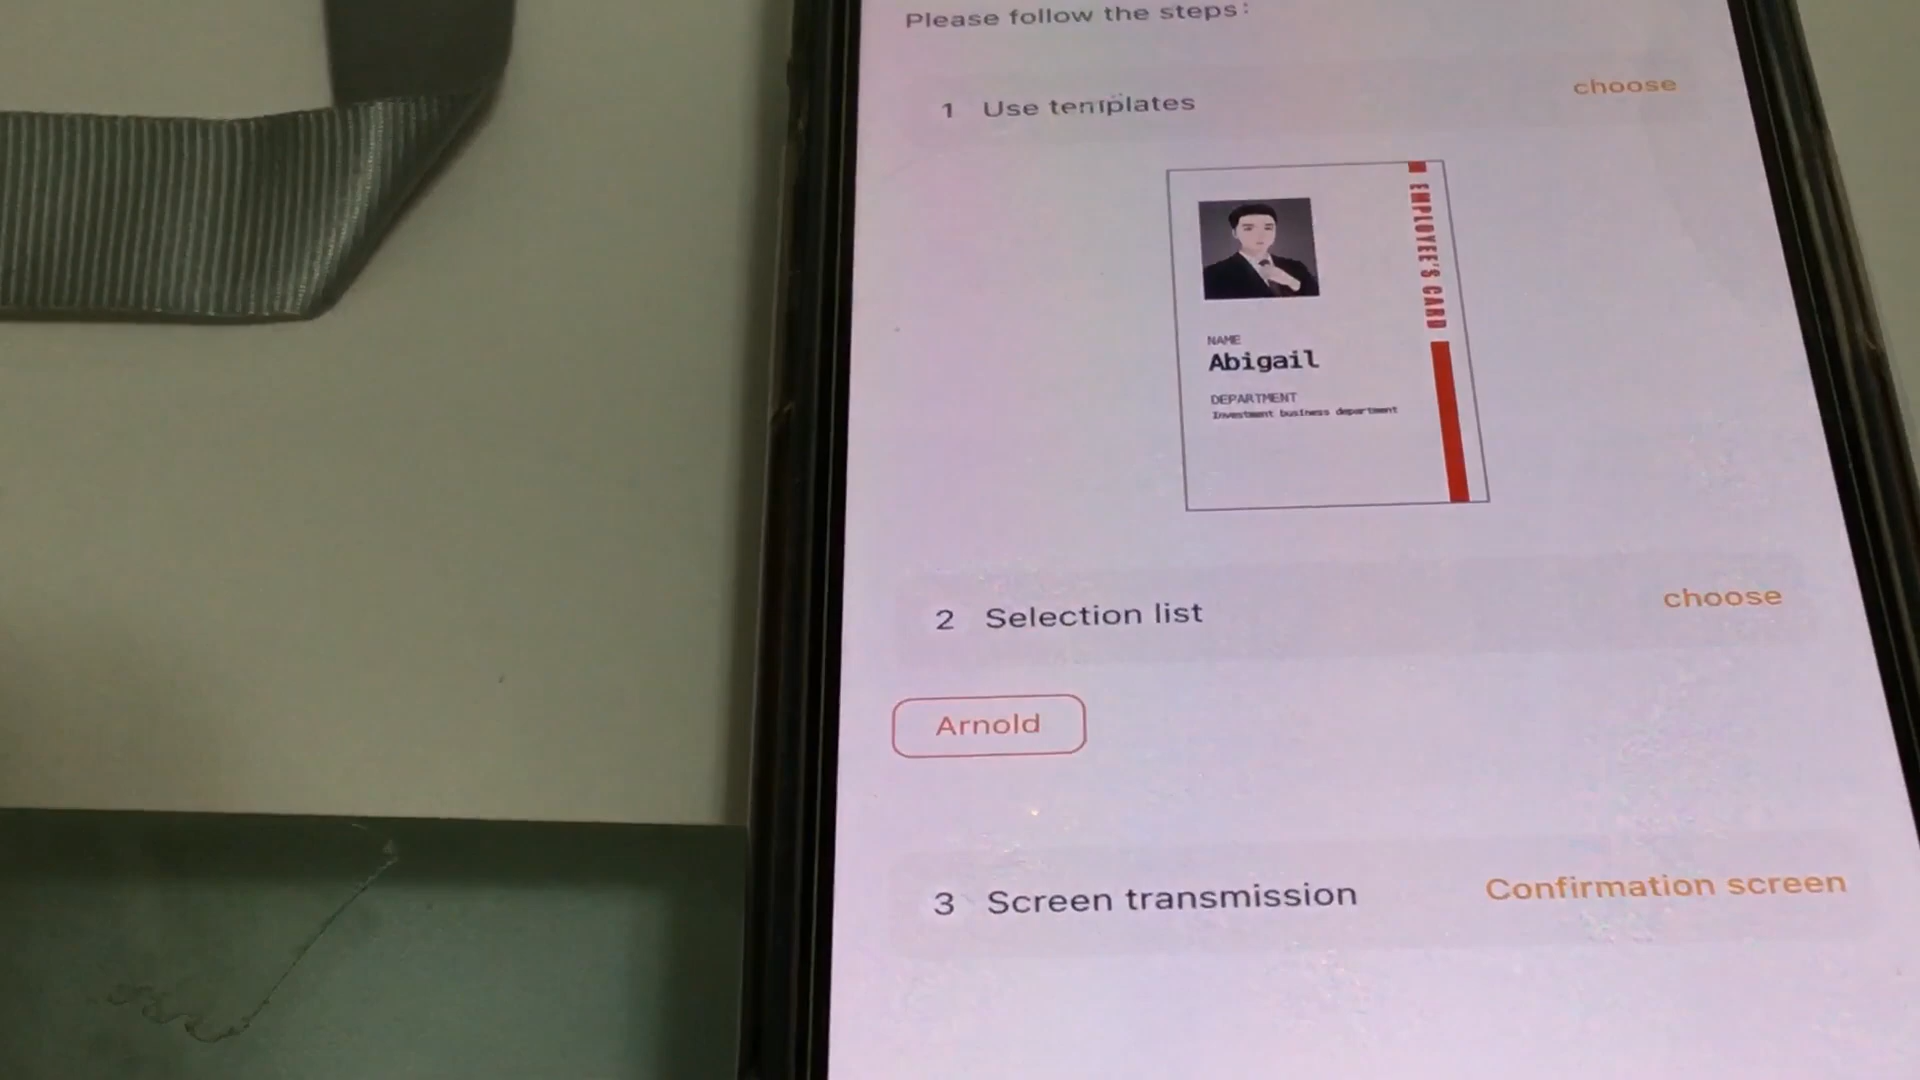 Please follow the steps:
1 Use templates
choose
EMPLOYEE'S CARD
NAME
Abigail
DEPARTMENT
Investment business department
2 Selection list
choose
Arnold
3 Screen transmission
Confirmation screen